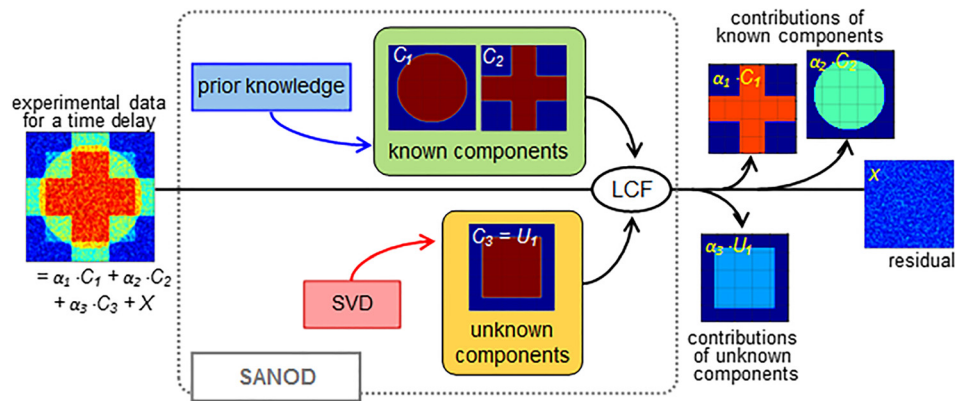 experimental data
for a time delay
= α1 ·C1 + α2 ·C2
+ α3 ·C3 + X
prior knowledge
C1
C2
known components
SVD
C3 = U1
unknown
components
SANOD
LCF
contributions of
known components
α1 ·C1
α2 ·C2
X
residual
α3 ·U1
contributions
of unknown
components